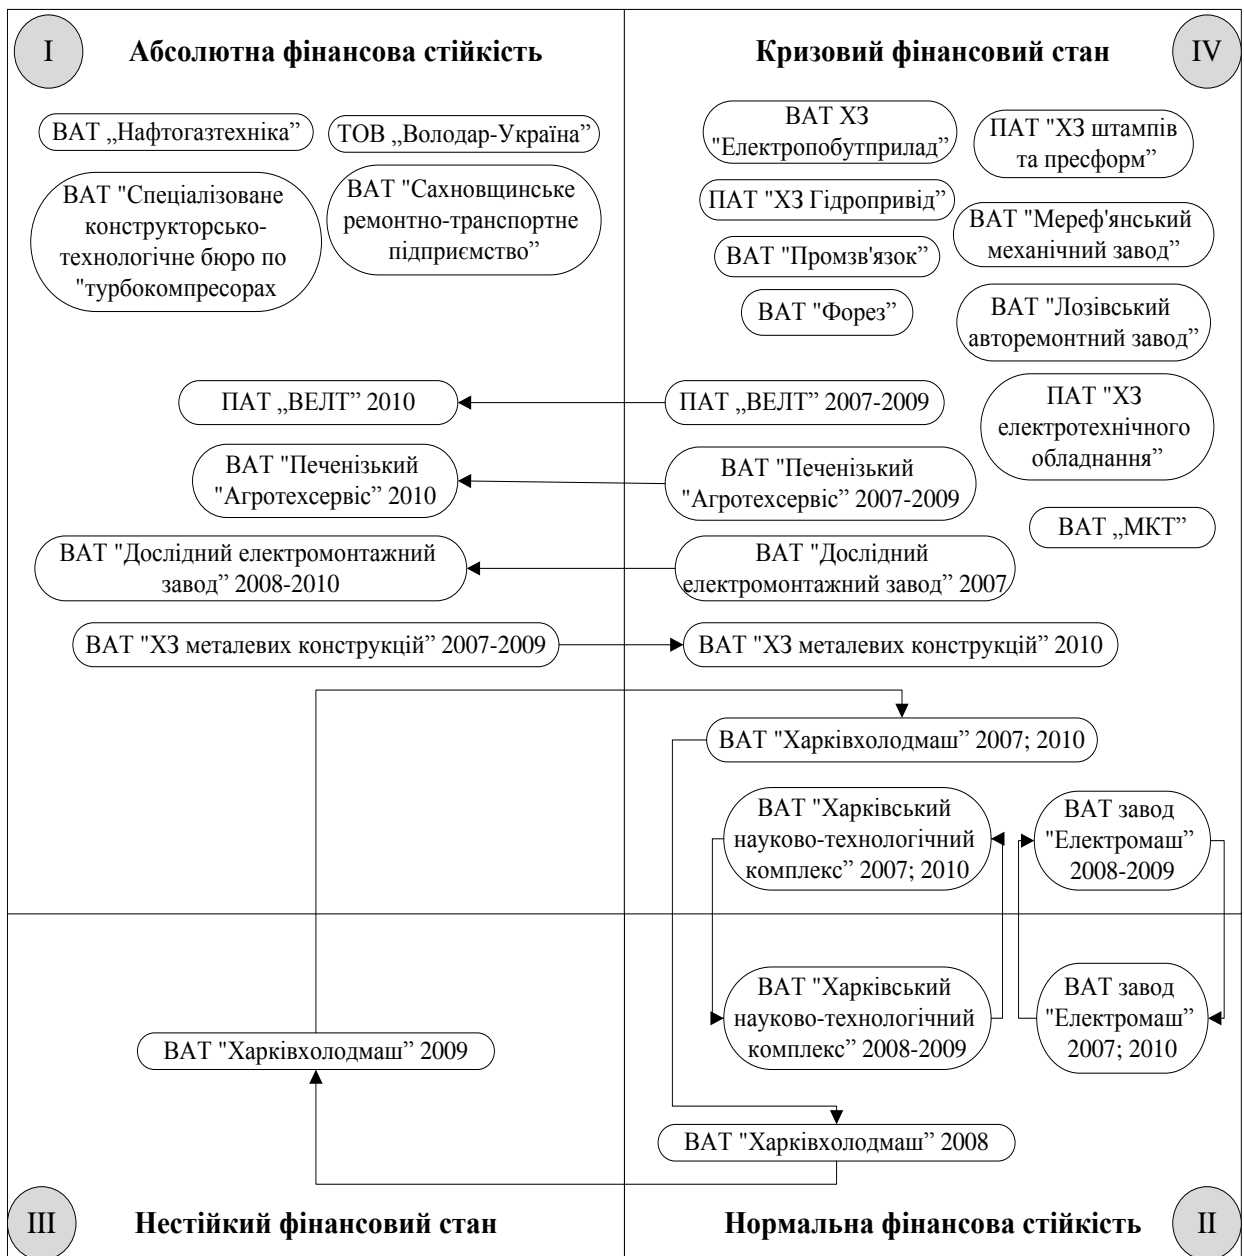 I
Абсолютна фінансова стійкість
ВАТ „Нафтогазтехніка”
ТОВ „Володар-Україна”
ВАТ "Спеціалізоване
конструкторсько-
технологічне бюро по
"турбокомпресорах
ВАТ "Сахновщинське
ремонтно-транспортне
підприємство”
Кризовий фінансовий стан
IV
ВАТ ХЗ
"Електропобутприлад”
ПАТ "ХЗ штампів
та пресформ”
ПАТ "ХЗ Гідропривід”
ВАТ "Мереф'янський
механічний завод”
ВАТ "Промзв'язок”
ВАТ "Форез”
ВАТ "Лозівський
авторемонтний завод”
ПАТ "ХЗ
електротехнічного
обладнання”
ВАТ „МКТ”
ПАТ „ВЕЛТ” 2010
ПАТ „ВЕЛТ” 2007-2009
ВАТ "Печенізький
"Агротехсервіс” 2010
ВАТ "Печенізький
"Агротехсервіс” 2007-2009
ВАТ "Дослідний електромонтажний
завод” 2008-2010
ВАТ "Дослідний
електромонтажний завод” 2007
ВАТ "ХЗ металевих конструкцій” 2007-2009
ВАТ "ХЗ металевих конструкцій” 2010
ВАТ "Харківхолодмаш” 2007; 2010
ВАТ "Харківський
науково-технологічний
комплекс” 2007; 2010
ВАТ завод
"Електромаш”
2008-2009
ВАТ "Харківський
науково-технологічний
комплекс” 2008-2009
ВАТ завод
"Електромаш”
2007; 2010
ВАТ "Харківхолодмаш” 2009
ВАТ "Харківхолодмаш” 2008
III
Нестійкий фінансовий стан
Нормальна фінансова стійкість
II